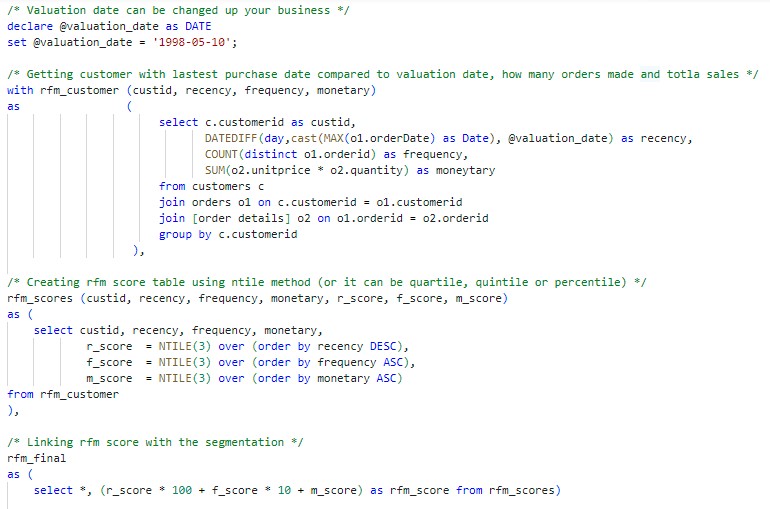 /* Valuation date can be changed up your business */
declare @valuation_date as DATE
set @valuation_date = '1998-05-10';
/* Getting customer with lastest purchase date compared to valuation date, how many orders made and totla sales */
with rfm_customer (custid, recency, frequency, monetary)
as (
select c.customerid as custid,
DATEDIFF(day,cast(MAX(o1.orderDate) as Date), @valuation_date) as recency,
COUNT(distinct o1.orderid) as frequency,
SUM(o2.unitprice * o2.quantity) as moneytary
from customers c
join orders o1 on c.customerid = o1.customerid
join [order details] o2 on o1.orderid = o2.orderid
group by c.customerid
),
/* Creating rfm score table using ntile method (or it can be quartile, quintile or percentile) */
rfm_scores (custid, recency, frequency, monetary, r_score, f_score, m_score)
as (
select custid, recency, frequency, monetary,
r_score = NTILE(3) over (order by recency DESC),
f_score = NTILE(3) over (order by frequency ASC),
m_score = NTILE(3) over (order by monetary ASC)
from rfm_customer
),
/* Linking rfm score with the segmentation */
rfm_final
as (
select *, (r_score * 100 + f_score * 10 + m_score) as rfm_score from rfm_scores)